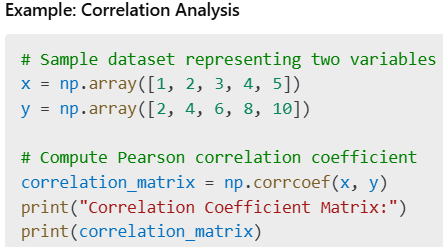 Example: Correlation Analysis
# Sample dataset representing two variables
x = np.array([1, 2, 3, 4, 5])
y = np.array([2, 4, 6, 8, 10])
# Compute Pearson correlation coefficient
correlation_matrix = np.corrcoef(x, y)
print("Correlation Coefficient Matrix:")
print(correlation_matrix)